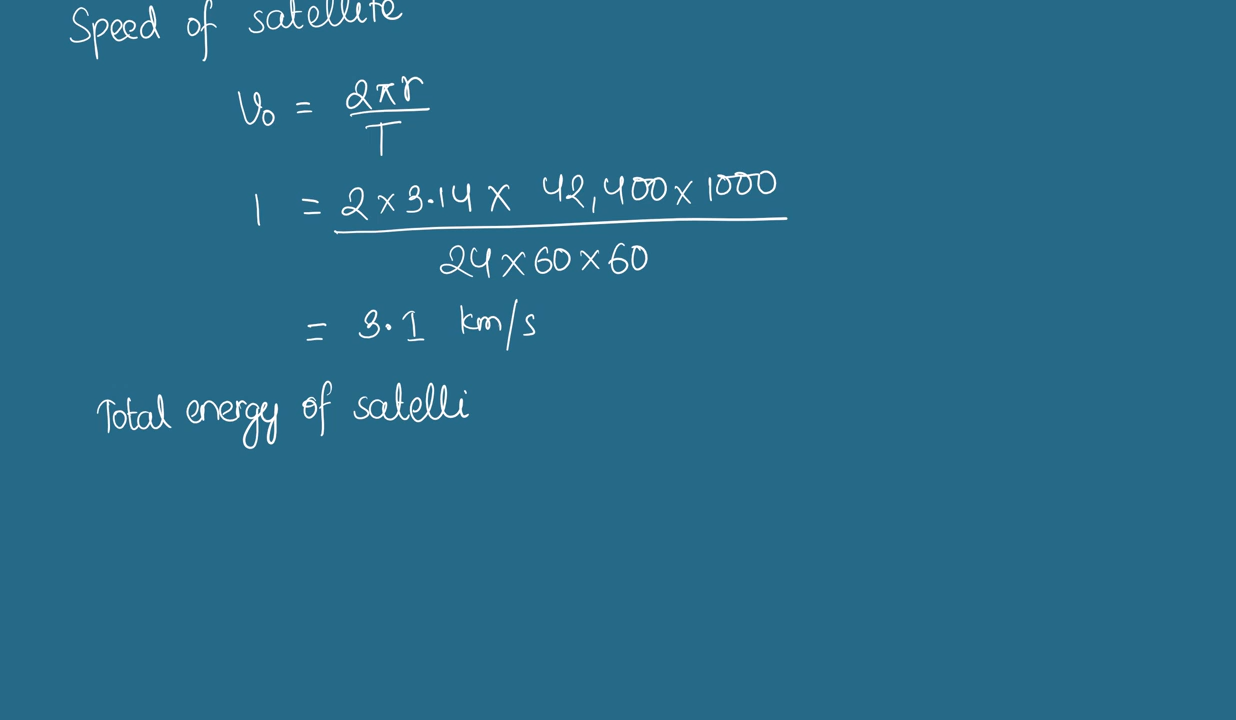 Speed of satellite
V₀ = 2πr / T
1 = 2 × 3.14 × 42,400 × 1000 / 24 × 60 × 60
= 3.1 km/s
Total energy of satelli